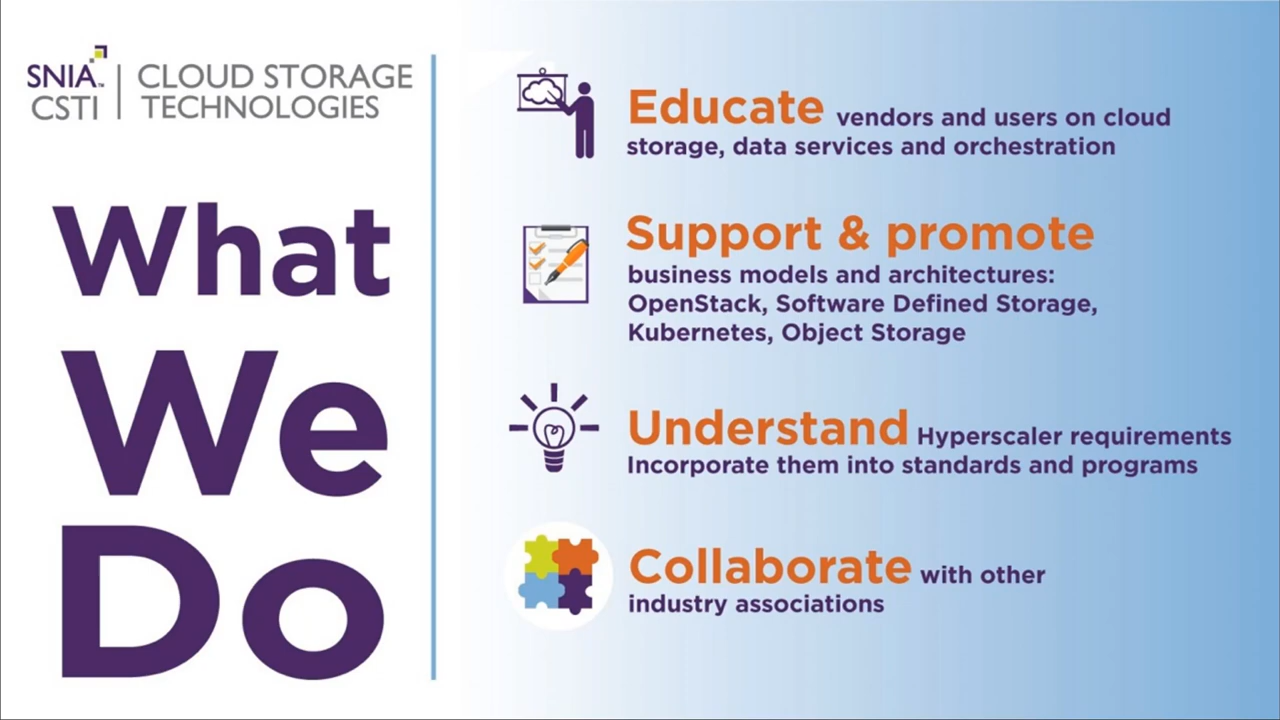 SNIA™ CSTI | CLOUD STORAGE TECHNOLOGIES
What
We
Do
Educate vendors and users on cloud
storage, data services and orchestration
Support & promote
business models and architectures:
OpenStack, Software Defined Storage,
Kubernetes, Object Storage
Understand Hyperscaler requirements
Incorporate them into standards and programs
Collaborate with other
industry associations